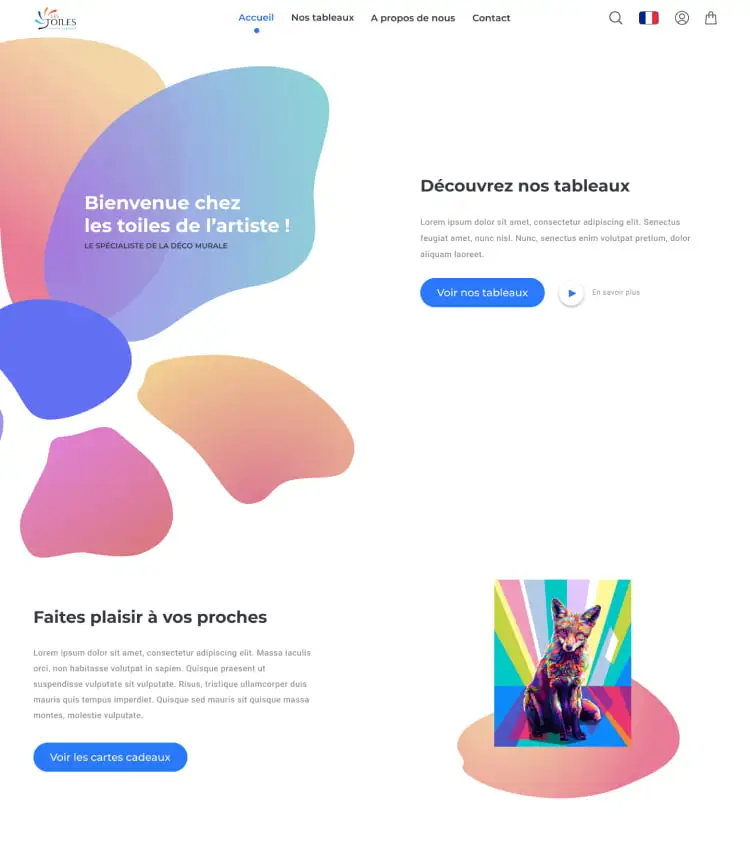 LES
TOILES
Accueil
Nos tableaux
A propos de nous
Contact
Bienvenue chez
les toiles de l’artiste !
LE SPÉCIALISTE DE LA DÉCO MURALE
Découvrez nos tableaux
Lorem ipsum dolor sit amet, consectetur adipiscing elit. Senectus
feugiat amet, nunc nisl. Nunc, senectus enim volutpat pretium, dolor
aliquam laoreet.
Voir nos tableaux
En savoir plus
Faites plaisir à vos proches
Lorem ipsum dolor sit amet, consectetur adipiscing elit. Massa iaculis
orci, non habitasse volutpat in sapien. Quisque praesent ut
suspendisse vulputate sit vulputate. Risus, tristique ullamcorper duis
mauris quis tempus imperdiet. Quisque sed mauris sit quisque massa
montes, molestie vulputate.
Voir les cartes cadeaux